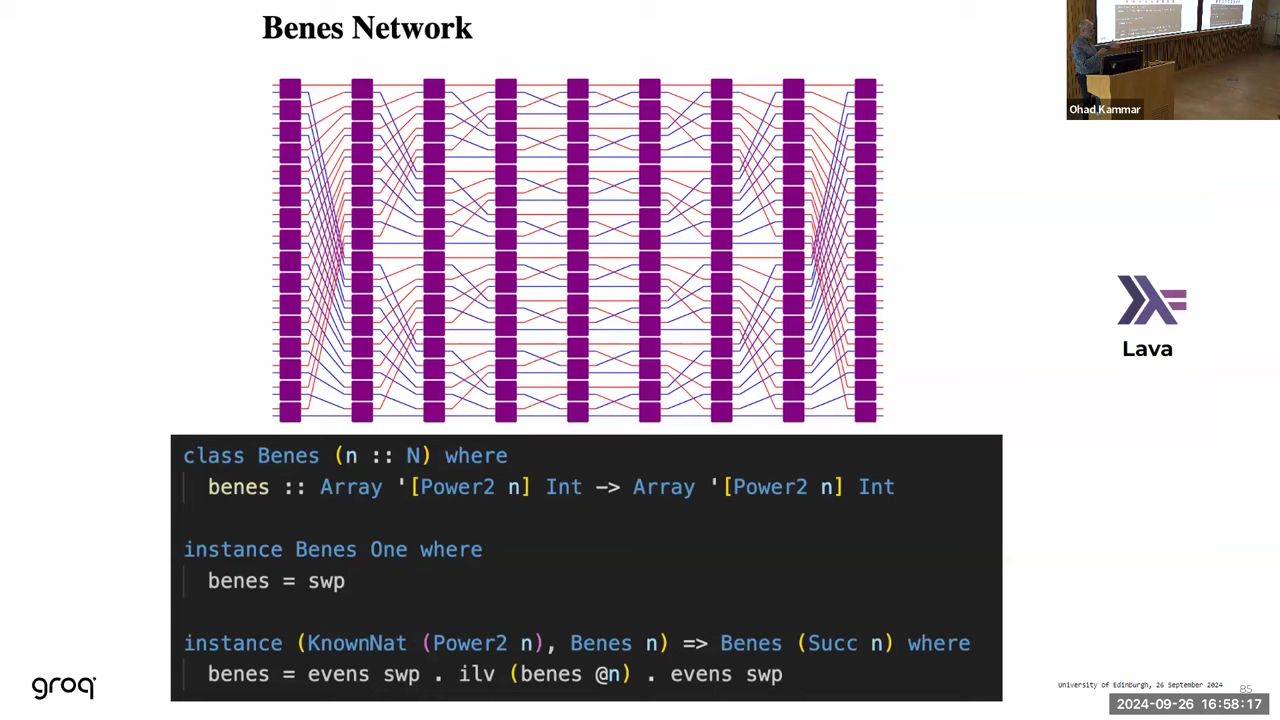 Benes Network
Ohad Kammar
Lava
class Benes (n :: N) where
benes :: Array '[Power2 n] Int -> Array '[Power2 n] Int
instance Benes One where
benes = swp
instance (KnownNat (Power2 n), Benes n) => Benes (Succ n) where
benes = evens swp . ilv (benes @n) . evens swp
groq
University of Edinburgh, 26 September 2024
85
2024-09-26 16:58:17